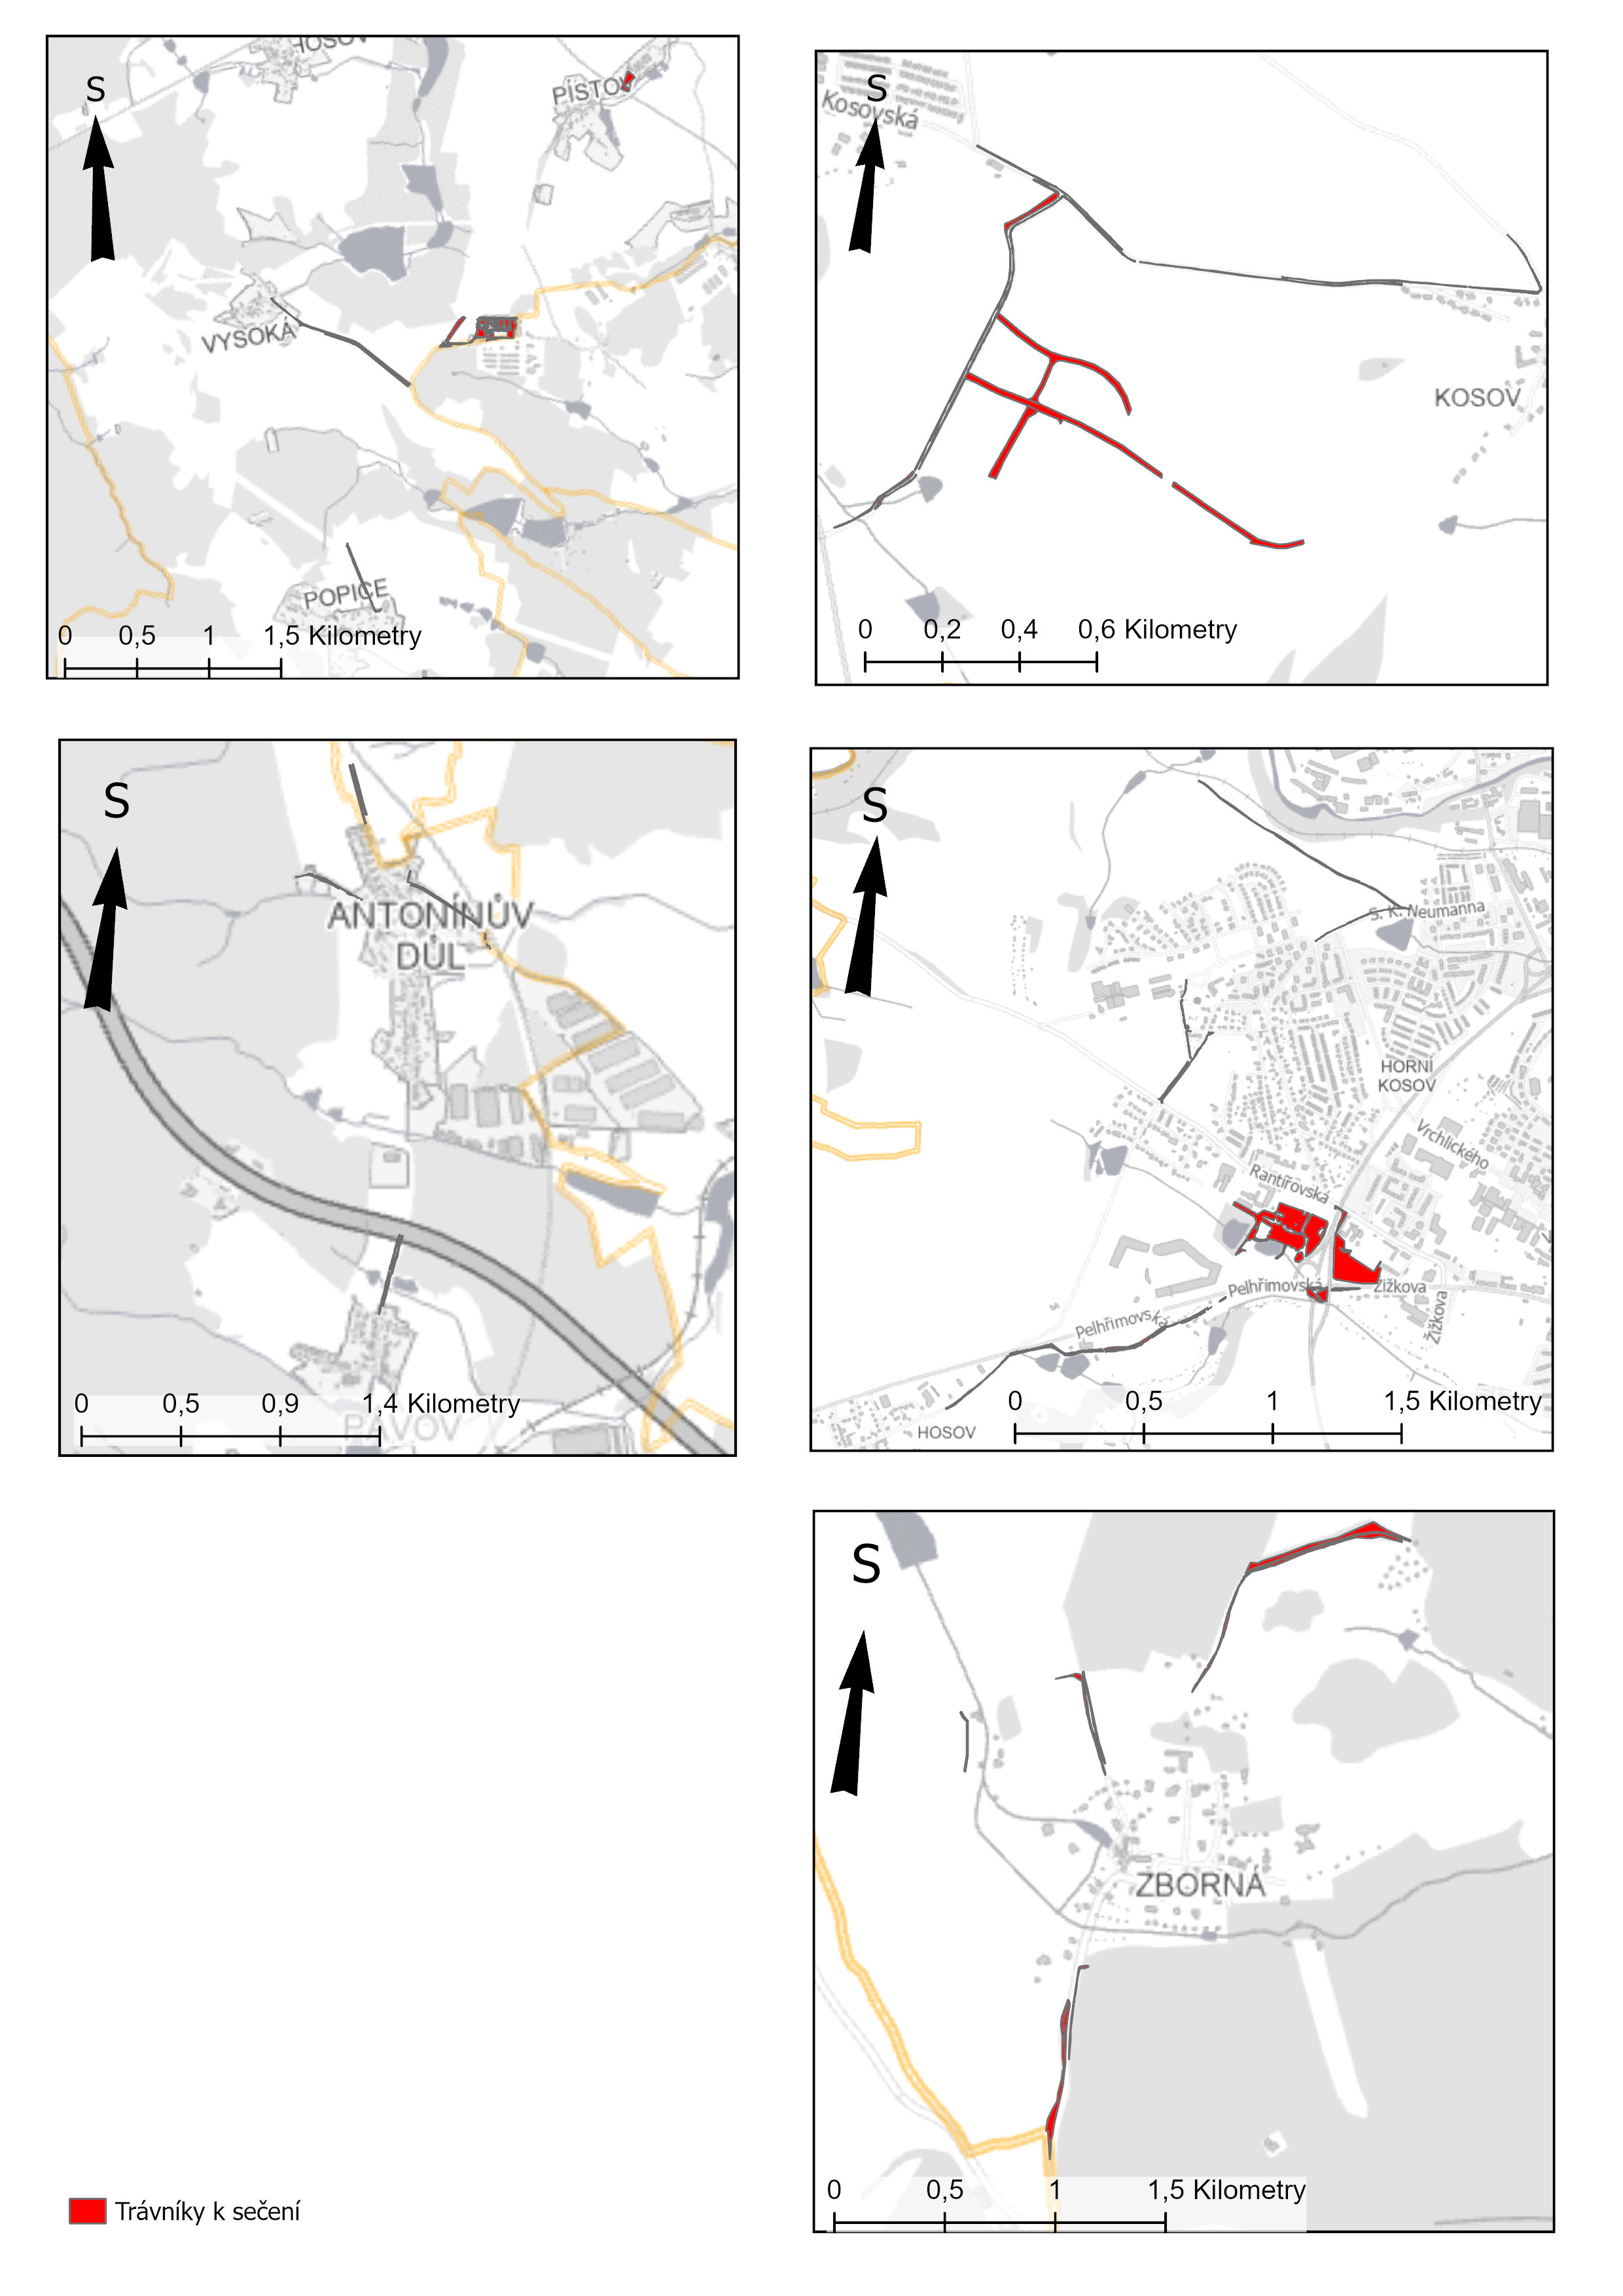 HOSOV
S
PÍSTOV
VYSOKÁ
POPICE
0 0,5 1 1,5 Kilometry
Kosovská
S
KOSOV
0 0,2 0,4 0,6 Kilometry
S
ANTONÍNŮV
DŮL
0 0,5 0,9 1,4 Kilometry
PÁVOV
S
S. K. Neumanna
HORNÍ
KOSOV
Vrchlického
Rantířovská
Pelhřimovská
Žižkova
Žižkova
Pelhřimovská
0 0,5 1 1,5 Kilometry
HOSOV
S
ZBORNÁ
0 0,5 1 1,5 Kilometry
Trávníky k sečení